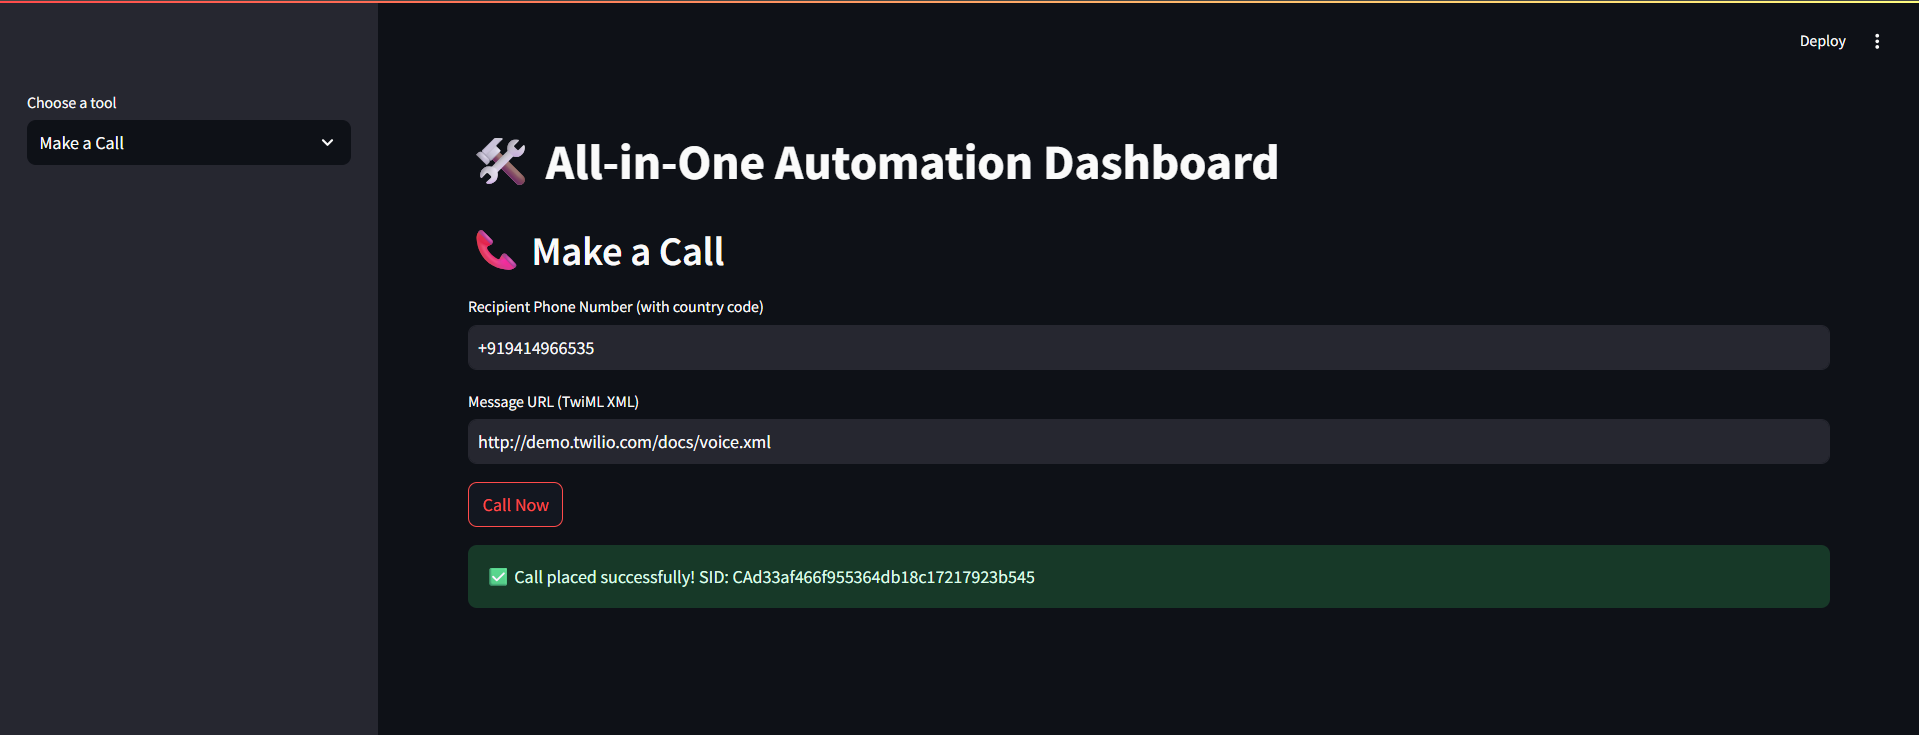 Deploy
Choose a tool
Make a Call
All-in-One Automation Dashboard
Make a Call
Recipient Phone Number (with country code)
+919414966535
Message URL (TwiML XML)
http://demo.twilio.com/docs/voice.xml
Call Now
Call placed successfully! SID: CAd33af466f955364db18c17217923b545